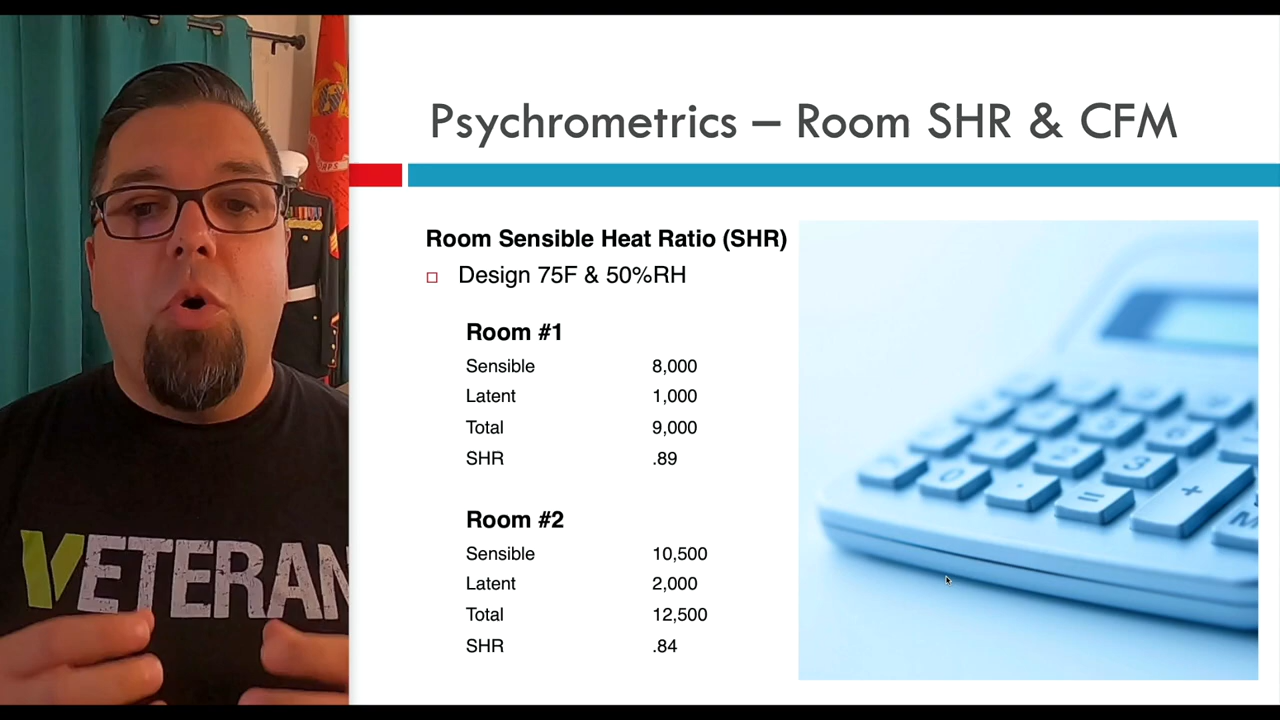 Psychrometrics – Room SHR & CFM
Room Sensible Heat Ratio (SHR)
Design 75F & 50%RH
Room #1
Sensible 8,000
Latent 1,000
Total 9,000
SHR .89
Room #2
Sensible 10,500
Latent 2,000
Total 12,500
SHR .84
VETERAN